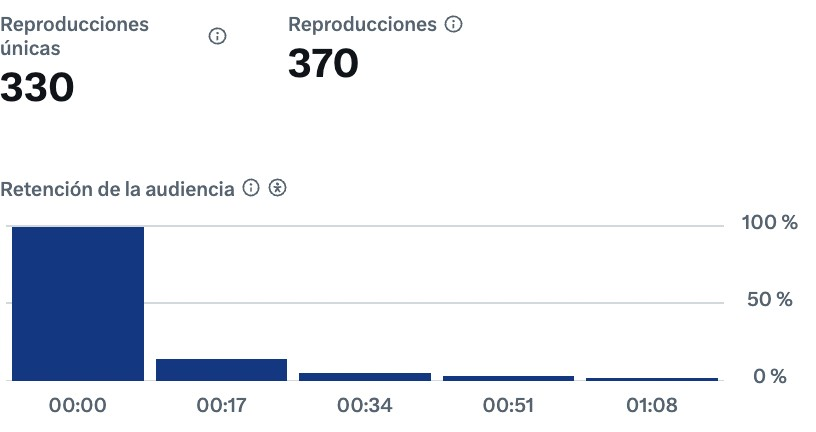 Reproducciones
únicas
330
Reproducciones
370
Retención de la audiencia
100 %
50 %
0 %
00:00 00:17 00:34 00:51 01:08